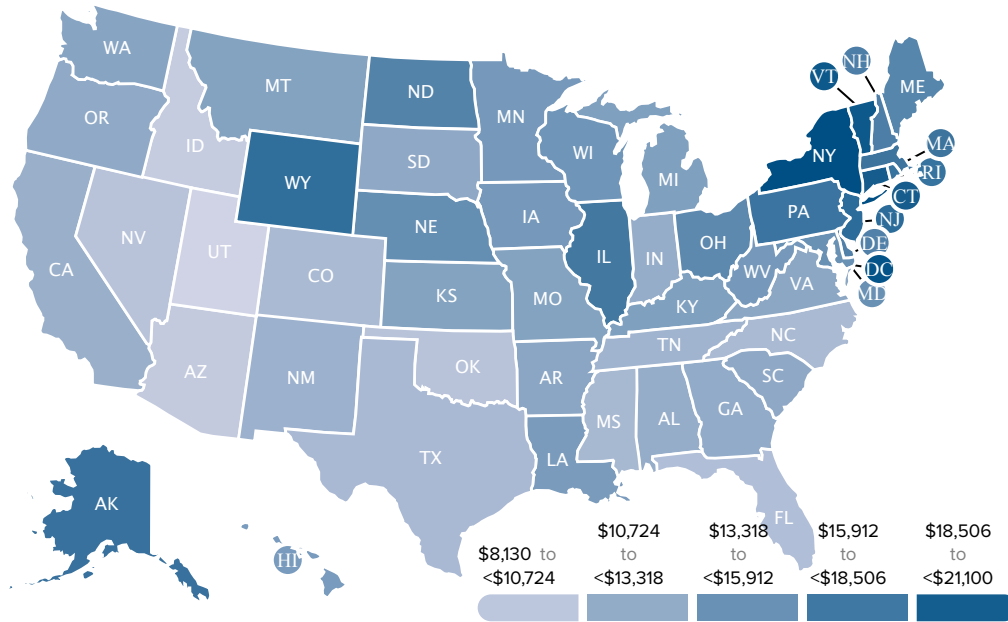 WA
MT
ND
MN
VT
NH
ME
OR
ID
SD
WI
NY
MA
WY
MI
RI
CT
NE
IA
PA
NJ
NV
UT
CO
IL
IN
OH
DE
CA
KS
MO
WV
VA
DC
KY
MD
AZ
NM
OK
AR
TN
NC
SC
MS
AL
GA
TX
LA
AK
HI
FL
$8,130 to
<$10,724
$10,724
to
<$13,318
$13,318
to
<$15,912
$15,912
to
<$18,506
$18,506
to
<$21,100